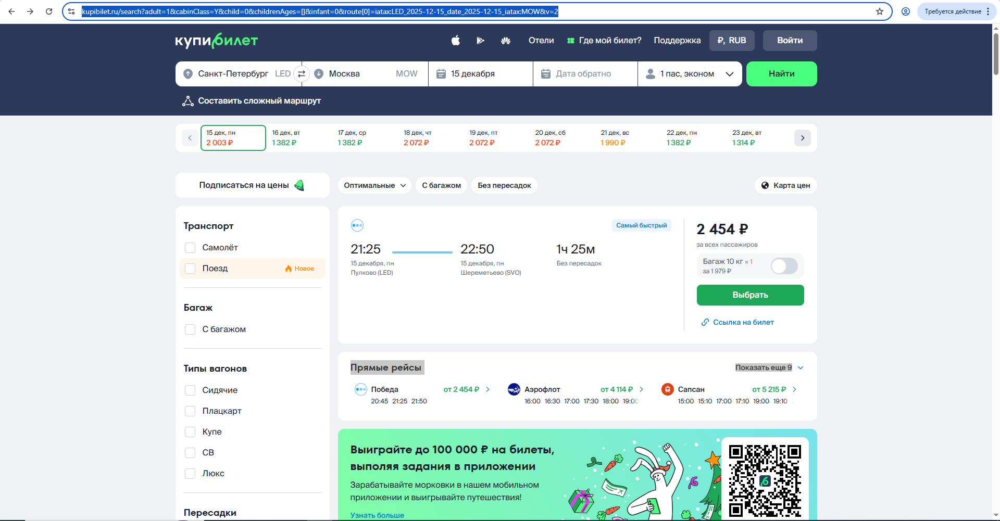 kupibilet.ru/search?adult=1&cabinClass=Y&child=0&childrenAges=[]&infant=0&route[0]=iatax:LED_2025-12-15_date_2025-12-15_iatax:MOW&v=2
Требуется действие
купибилет
Отели
Где мой билет?
Поддержка
₽, RUB
Войти
Санкт-Петербург LED
Москва MOW
15 декабря
Дата обратно
1 пас, эконом
Найти
Составить сложный маршрут
15 дек, пн
2 003 ₽
16 дек, вт
1 382 ₽
17 дек, ср
1 382 ₽
18 дек, чт
2 072 ₽
19 дек, пт
2 072 ₽
20 дек, сб
2 072 ₽
21 дек, вс
1 990 ₽
22 дек, пн
1 382 ₽
23 дек, вт
1 314 ₽
Подписаться на цены
Оптимальные
С багажом
Без пересадок
Карта цен
Транспорт
Самолёт
Поезд
Новое
Багаж
С багажом
Типы вагонов
Сидячие
Плацкарт
Купе
СВ
Люкс
Пересадки
Самый быстрый
21:25
15 декабря, пн
Пулково (LED)
22:50
15 декабря, пн
Шереметьево (SVO)
1ч 25м
Без пересадок
2 454 ₽
за всех пассажиров
Багаж 10 кг × 1
за 1 979 ₽
Выбрать
Ссылка на билет
Прямые рейсы
Показать еще 9
Победа
от 2 454 ₽
20:45 21:25 21:50
Аэрофлот
от 4 114 ₽
16:00 16:30 17:00 17:30 18:00 19:00
Сапсан
от 5 215 ₽
15:00 15:10 17:00 17:10 19:00 19:10
Выиграйте до 100 000 ₽ на билеты,
выполяя задания в приложении
Зарабатывайте морковки в нашем мобильном
приложении и выигрывайте путешествия!
Узнать больше